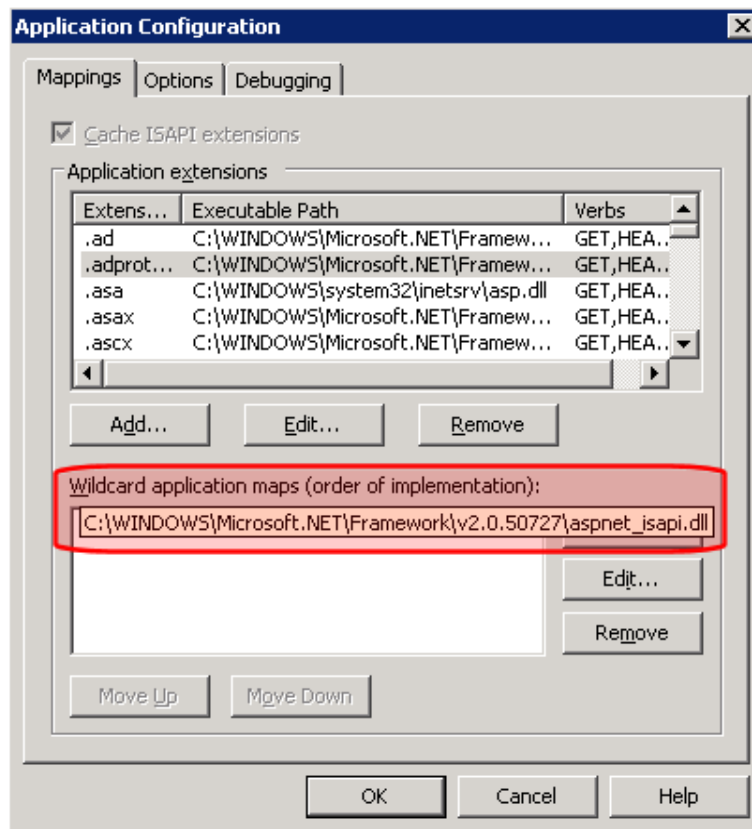 Application Configuration
Mappings Options Debugging
Cache ISAPI extensions
Application extensions
Extens... Executable Path Verbs
.ad C:\WINDOWS\Microsoft.NET\Framew... GET,HEA...
.adprot... C:\WINDOWS\Microsoft.NET\Framew... GET,HEA...
.asa C:\WINDOWS\system32\inetsrv\asp.dll GET,HEA...
.asax C:\WINDOWS\Microsoft.NET\Framew... GET,HEA...
.ascx C:\WINDOWS\Microsoft.NET\Framew... GET,HEA...
Add... Edit... Remove
Wildcard application maps (order of implementation):
C:\WINDOWS\Microsoft.NET\Framework\v2.0.50727\aspnet_isapi.dll
Edit...
Remove
Move Up Move Down
OK Cancel Help